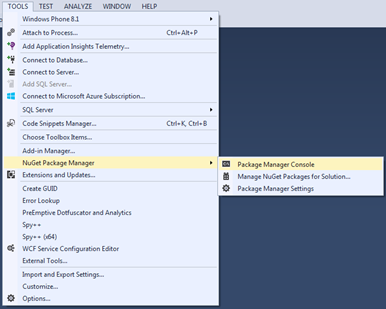 TOOLS TEST ANALYZE WINDOW HELP
Windows Phone 8.1
Attach to Process... Ctrl+Alt+P
Add Application Insights Telemetry...
Connect to Database...
Connect to Server...
Add SQL Server...
Connect to Microsoft Azure Subscription...
SQL Server
Code Snippets Manager... Ctrl+K, Ctrl+B
Choose Toolbox Items...
Add-in Manager...
NuGet Package Manager
Package Manager Console
Extensions and Updates...
Manage NuGet Packages for Solution...
Create GUID
Package Manager Settings
Error Lookup
PreEmptive Dotfuscator and Analytics
Spy++
Spy++ (x64)
WCF Service Configuration Editor
External Tools...
Import and Export Settings...
Customize...
Options...